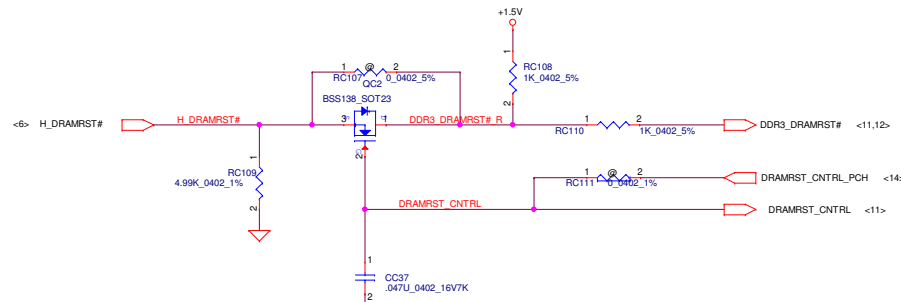 +1.5V
1 @ 2
RC107 0_0402_5%
QC2
BSS138_SOT23
1
RC108
1K_0402_5%
2
<6> H_DRAMRST#
H_DRAMRST#
3
1
DDR3_DRAMRST#_R
1 2
RC110 1K_0402_5%
DDR3_DRAMRST# <11,12>
2
1
RC109
4.99K_0402_1%
2
1 @ 2
RC111 0_0402_1%
DRAMRST_CNTRL_PCH <14>
DRAMRST_CNTRL
DRAMRST_CNTRL <11>
1
CC37
.047U_0402_16V7K
2